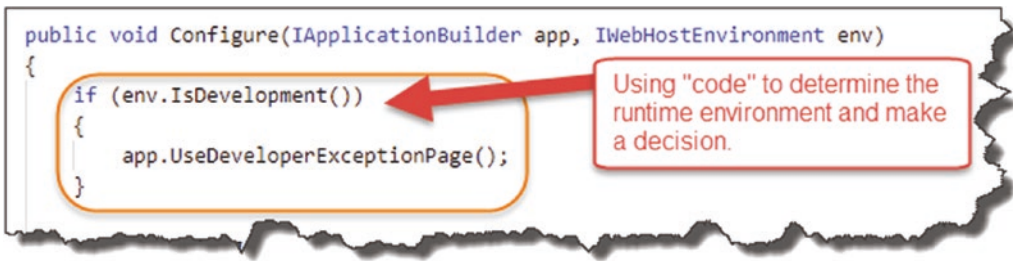 public void Configure(IApplicationBuilder app, IWebHostEnvironment env)
{
if (env.IsDevelopment())
{
app.UseDeveloperExceptionPage();
}
Using "code" to determine the
runtime environment and make
a decision.